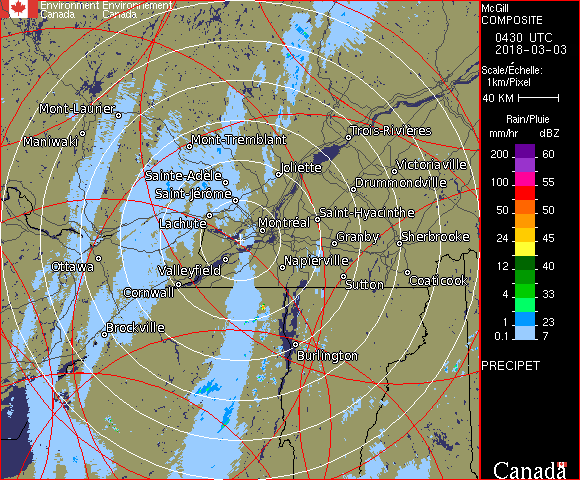 Environment Environnement
Canada Canada
McGill
COMPOSITE
0430 UTC
2018-03-03
Scale/Échelle:
1km/Pixel
40 KM
Rain/Pluie
mm/hr dBZ
200 60
100 55
50 50
24 45
12 40
4 33
1 23
0.1 7
PRECIPET
Canada
Mont-Laurier
Maniwaki
Mont-Tremblant
Trois-Rivières
Sainte-Adèle
Joliette
Victoriaville
Saint-Jérôme
Drummondville
Lachute
Montréal
Saint-Hyacinthe
Granby
Sherbrooke
Ottawa
Valleyfield
Napierville
Cornwall
Sutton
Coaticook
Brockville
Burlington